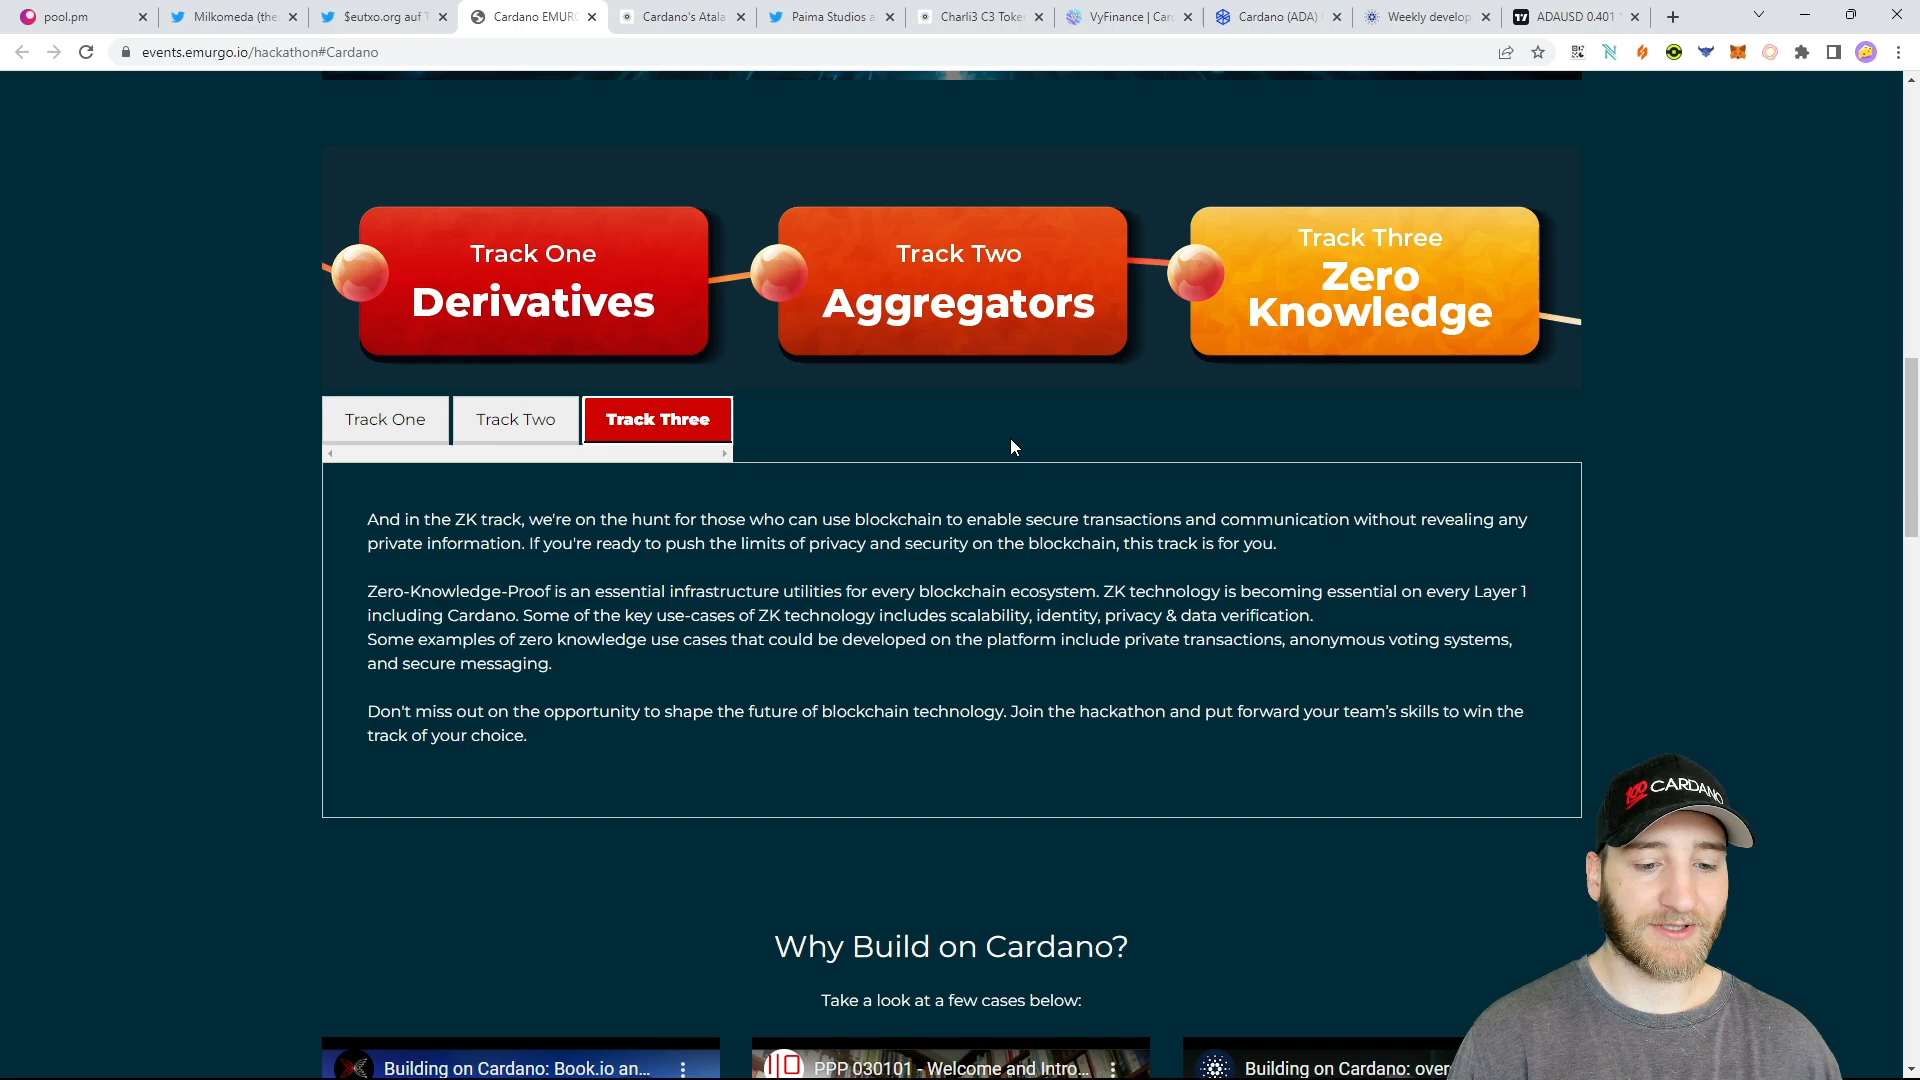 pool.pm
Milkomeda (the
$eutxo.org auf T
Cardano EMURG
Cardano's Atala
Paima Studios a
Charli3 C3 Token
VyFinance | Card
Cardano (ADA)
Weekly develop
ADAUSD 0.401
events.emurgo.io/hackathon#Cardano
Track One
Derivatives
Track Two
Aggregators
Track Three
Zero
Knowledge
Track One
Track Two
Track Three
And in the ZK track, we're on the hunt for those who can use blockchain to enable secure transactions and communication without revealing any
private information. If you're ready to push the limits of privacy and security on the blockchain, this track is for you.
Zero-Knowledge-Proof is an essential infrastructure utilities for every blockchain ecosystem. ZK technology is becoming essential on every Layer 1
including Cardano. Some of the key use-cases of ZK technology includes scalability, identity, privacy & data verification.
Some examples of zero knowledge use cases that could be developed on the platform include private transactions, anonymous voting systems,
and secure messaging.
Don't miss out on the opportunity to shape the future of blockchain technology. Join the hackathon and put forward your team's skills to win the
track of your choice.
100 CARDANO
Why Build on Cardano?
Take a look at a few cases below:
Building on Cardano: Book.io an...
PPP 030101 - Welcome and Intro...
Building on Cardano: over